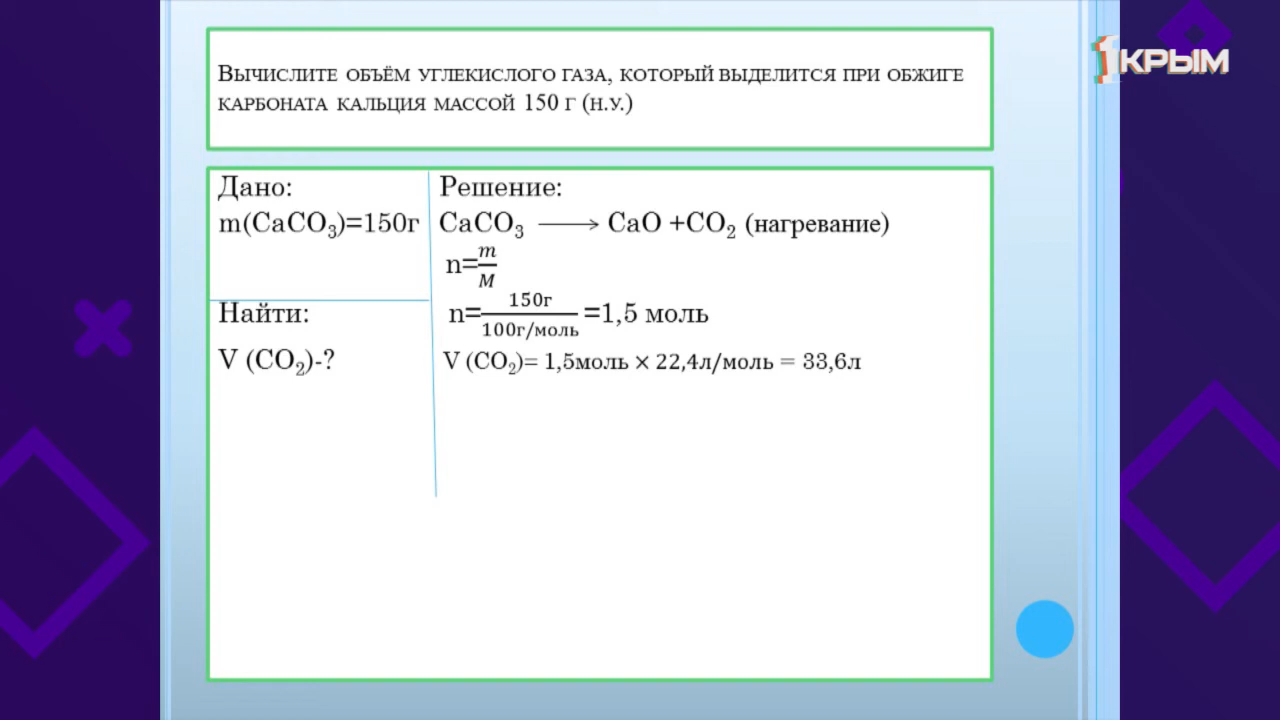 Вычислите объём углекислого газа, который выделится при обжиге
карбоната кальция массой 150 г (н.у.)
1КРЫМ
Дано:
m(CaCO₃)=150г
Найти:
V (CO₂)-?
Решение:
CaCO₃ ⟶ CaO +CO₂ (нагревание)
n=m/M
n=150г/100г/моль =1,5 моль
V (CO₂)= 1,5моль × 22,4л/моль = 33,6л